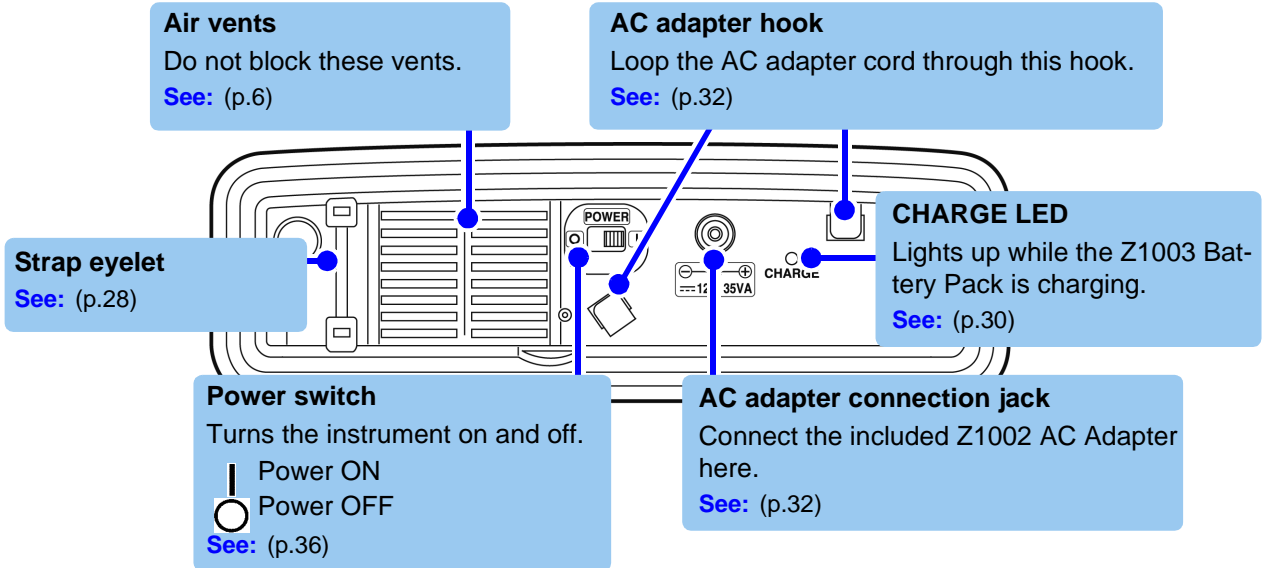 Air vents
Do not block these vents.
See: (p.6)
AC adapter hook
Loop the AC adapter cord through this hook.
See: (p.32)
Strap eyelet
See: (p.28)
POWER
CHARGE
35VA
CHARGE LED
Lights up while the Z1003 Bat-
tery Pack is charging.
See: (p.30)
Power switch
Turns the instrument on and off.
Power ON
Power OFF
See: (p.36)
AC adapter connection jack
Connect the included Z1002 AC Adapter
here.
See: (p.32)